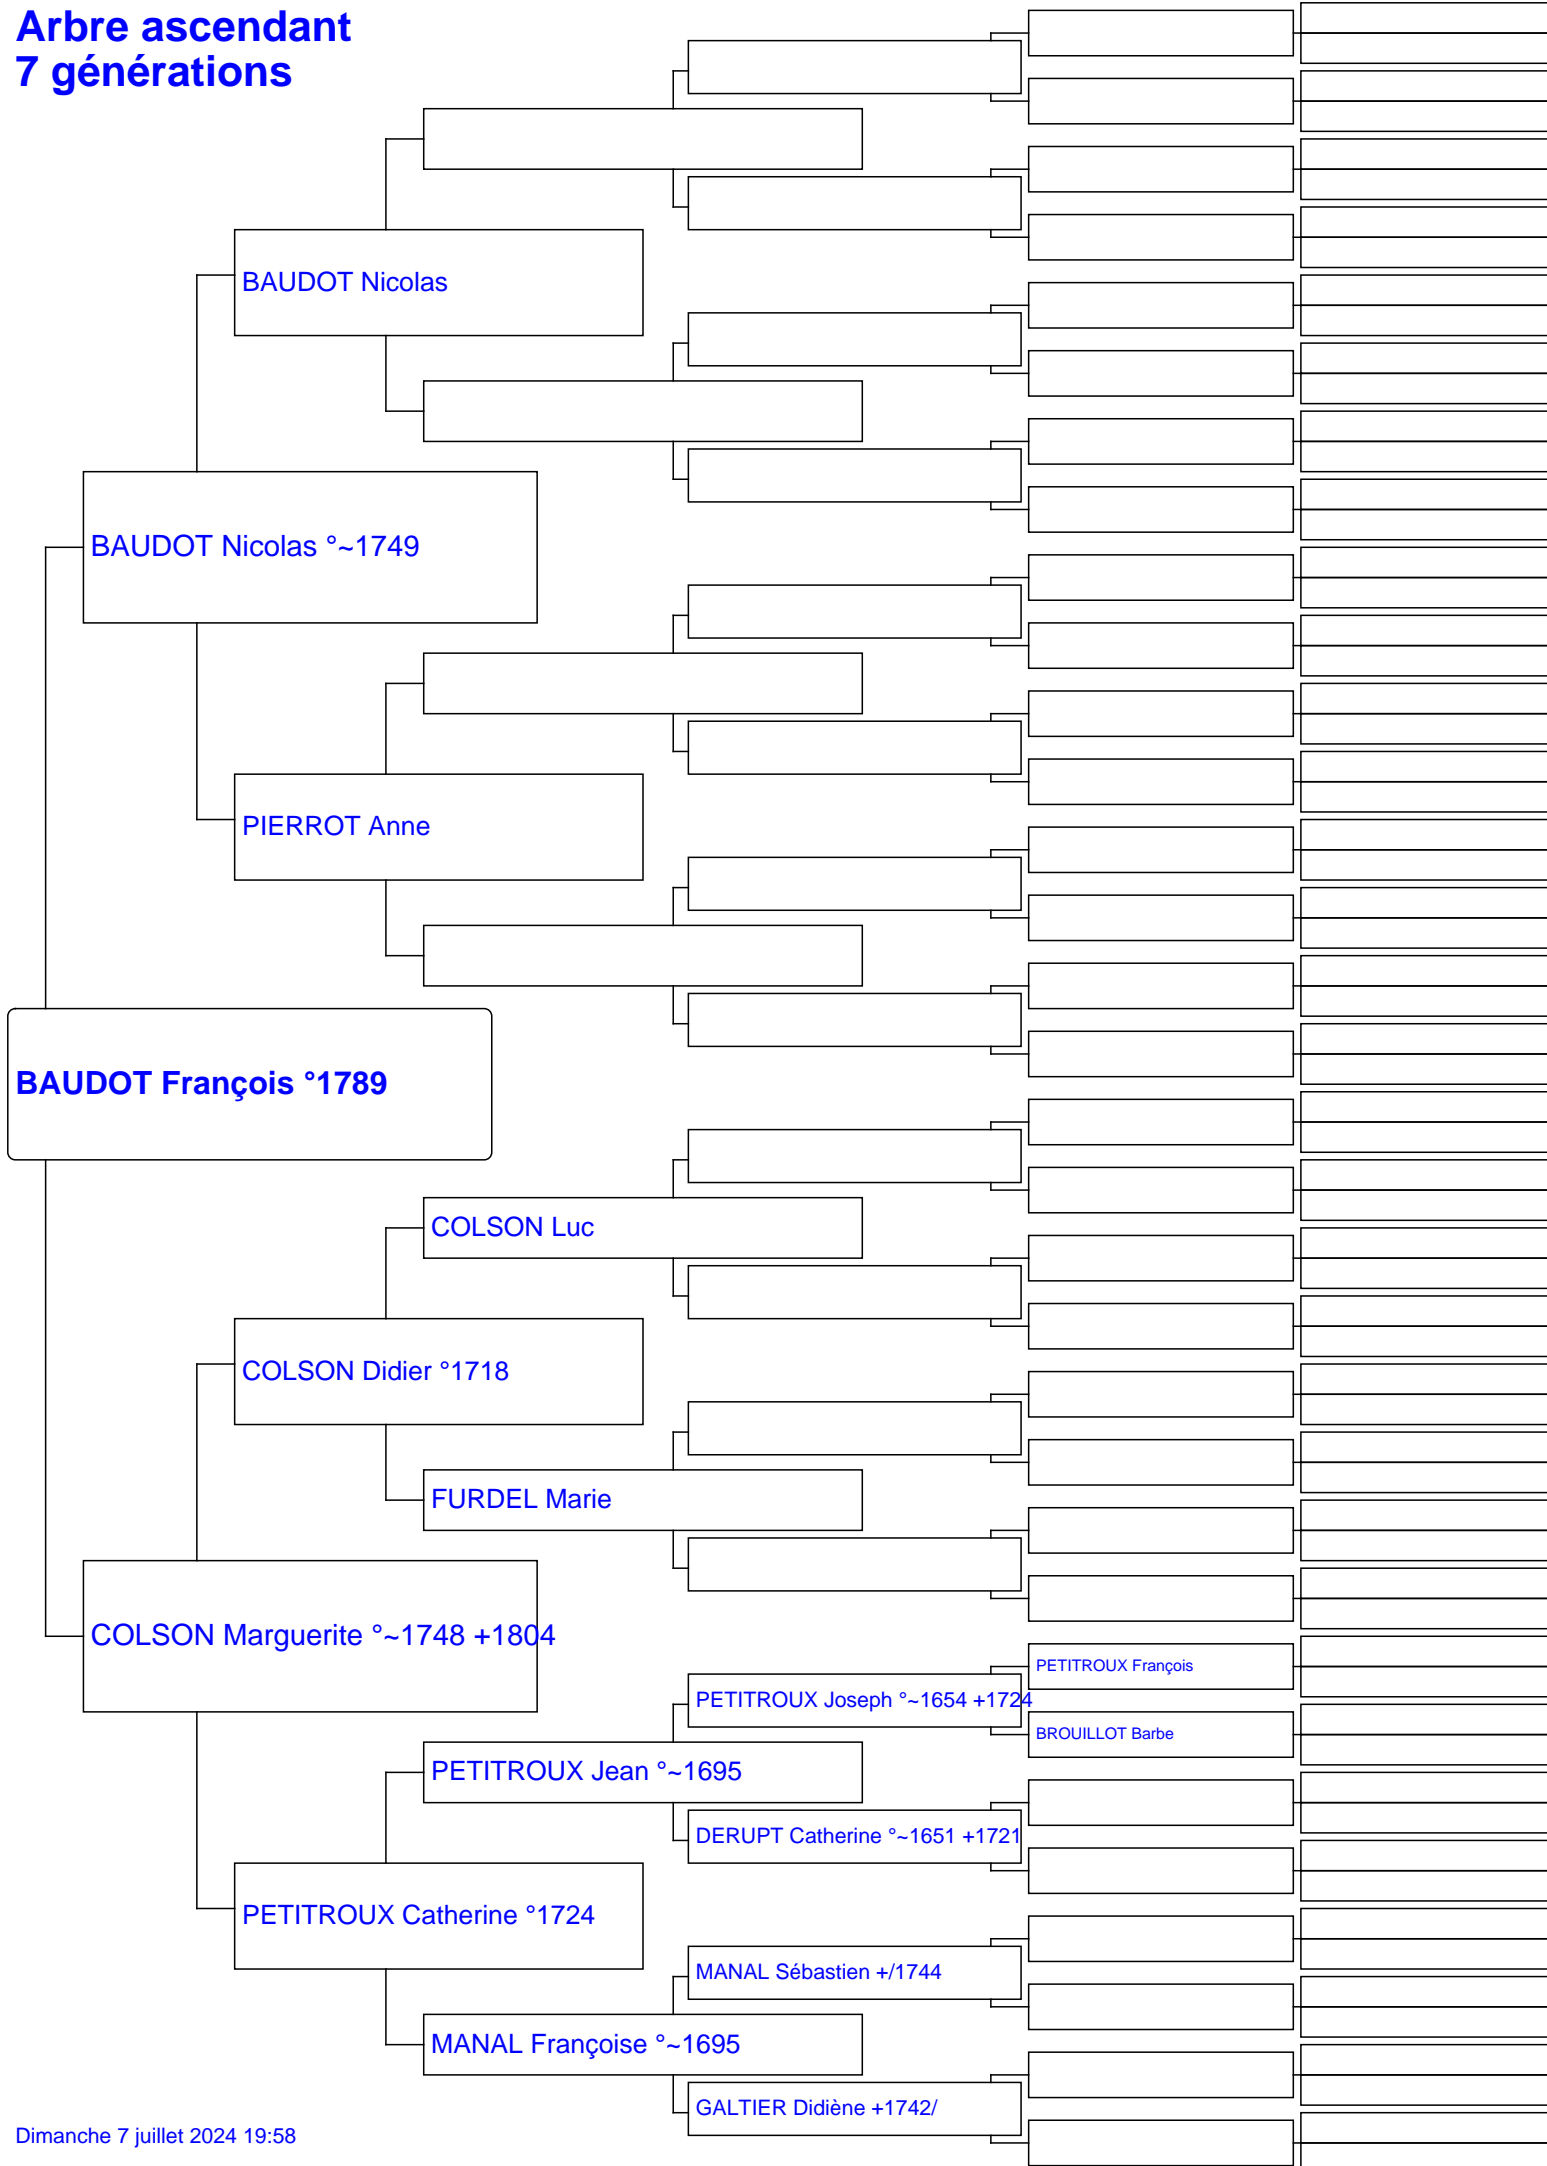 Arbre ascendant
7 générations
BAUDOT Nicolas
BAUDOT Nicolas °~1749
PIERROT Anne
BAUDOT François °1789
COLSON Luc
COLSON Didier °1718
FURDEL Marie
COLSON Marguerite °~1748 +1804
PETITROUX François
PETITROUX Joseph °~1654 +1724
BROUILLOT Barbe
PETITROUX Jean °~1695
DERUPT Catherine °~1651 +1721
PETITROUX Catherine °1724
MANAL Sébastien +/1744
MANAL Françoise °~1695
GALTIER Didiène +1742/
Dimanche 7 juillet 2024 19:58